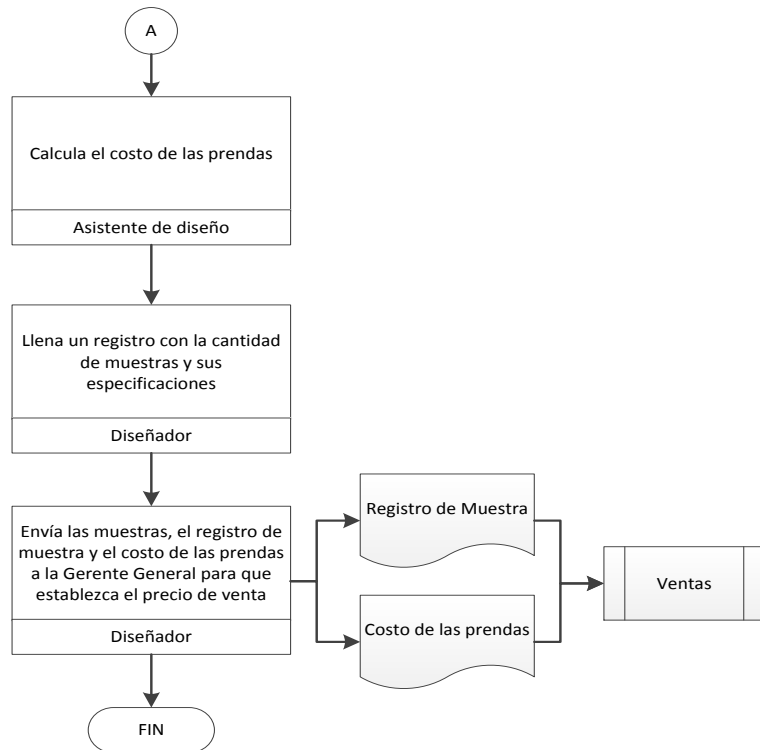 A
Calcula el costo de las prendas
Asistente de diseño
Llena un registro con la cantidad
de muestras y sus
especificaciones
Diseñador
Envía las muestras, el registro de
muestra y el costo de las prendas
a la Gerente General para que
establezca el precio de venta
Diseñador
Registro de Muestra
Costo de las prendas
Ventas
FIN